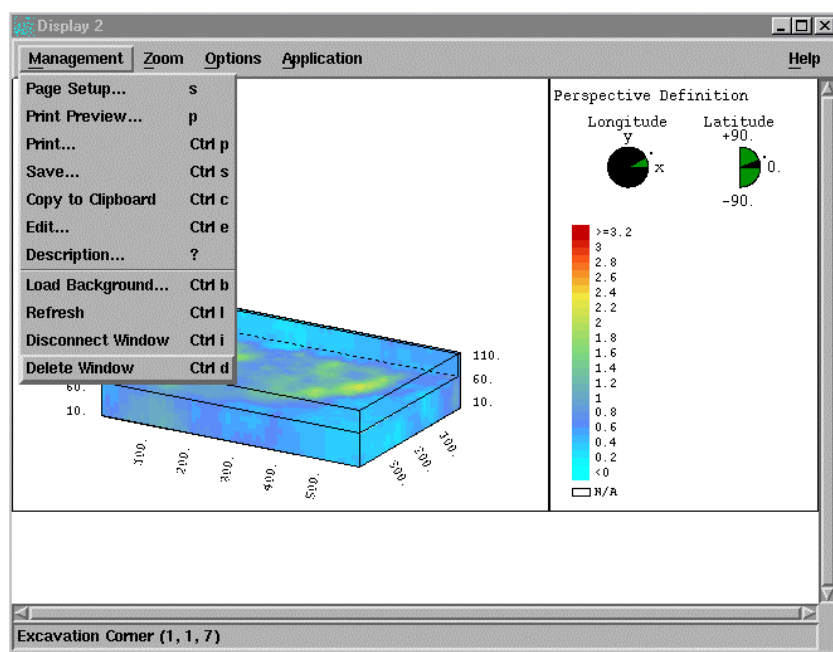 Display 2
Management Zoom Options Application Help
Page Setup... s
Print Preview... p
Print... Ctrl p
Save... Ctrl s
Copy to Clipboard Ctrl c
Edit... Ctrl e
Description... ?
Load Background... Ctrl b
Refresh Ctrl l
Disconnect Window Ctrl i
Delete Window Ctrl d
60.
10.
100.
200.
300.
400.
500.
110.
60.
10.
300.
200.
Perspective Definition
Longitude Latitude
y +90.
x 0.
-90.
>=3.2
3
2.8
2.6
2.4
2.2
2
1.8
1.6
1.4
1.2
1
0.8
0.6
0.4
0.2
<0
N/A
Excavation Corner (1, 1, 7)